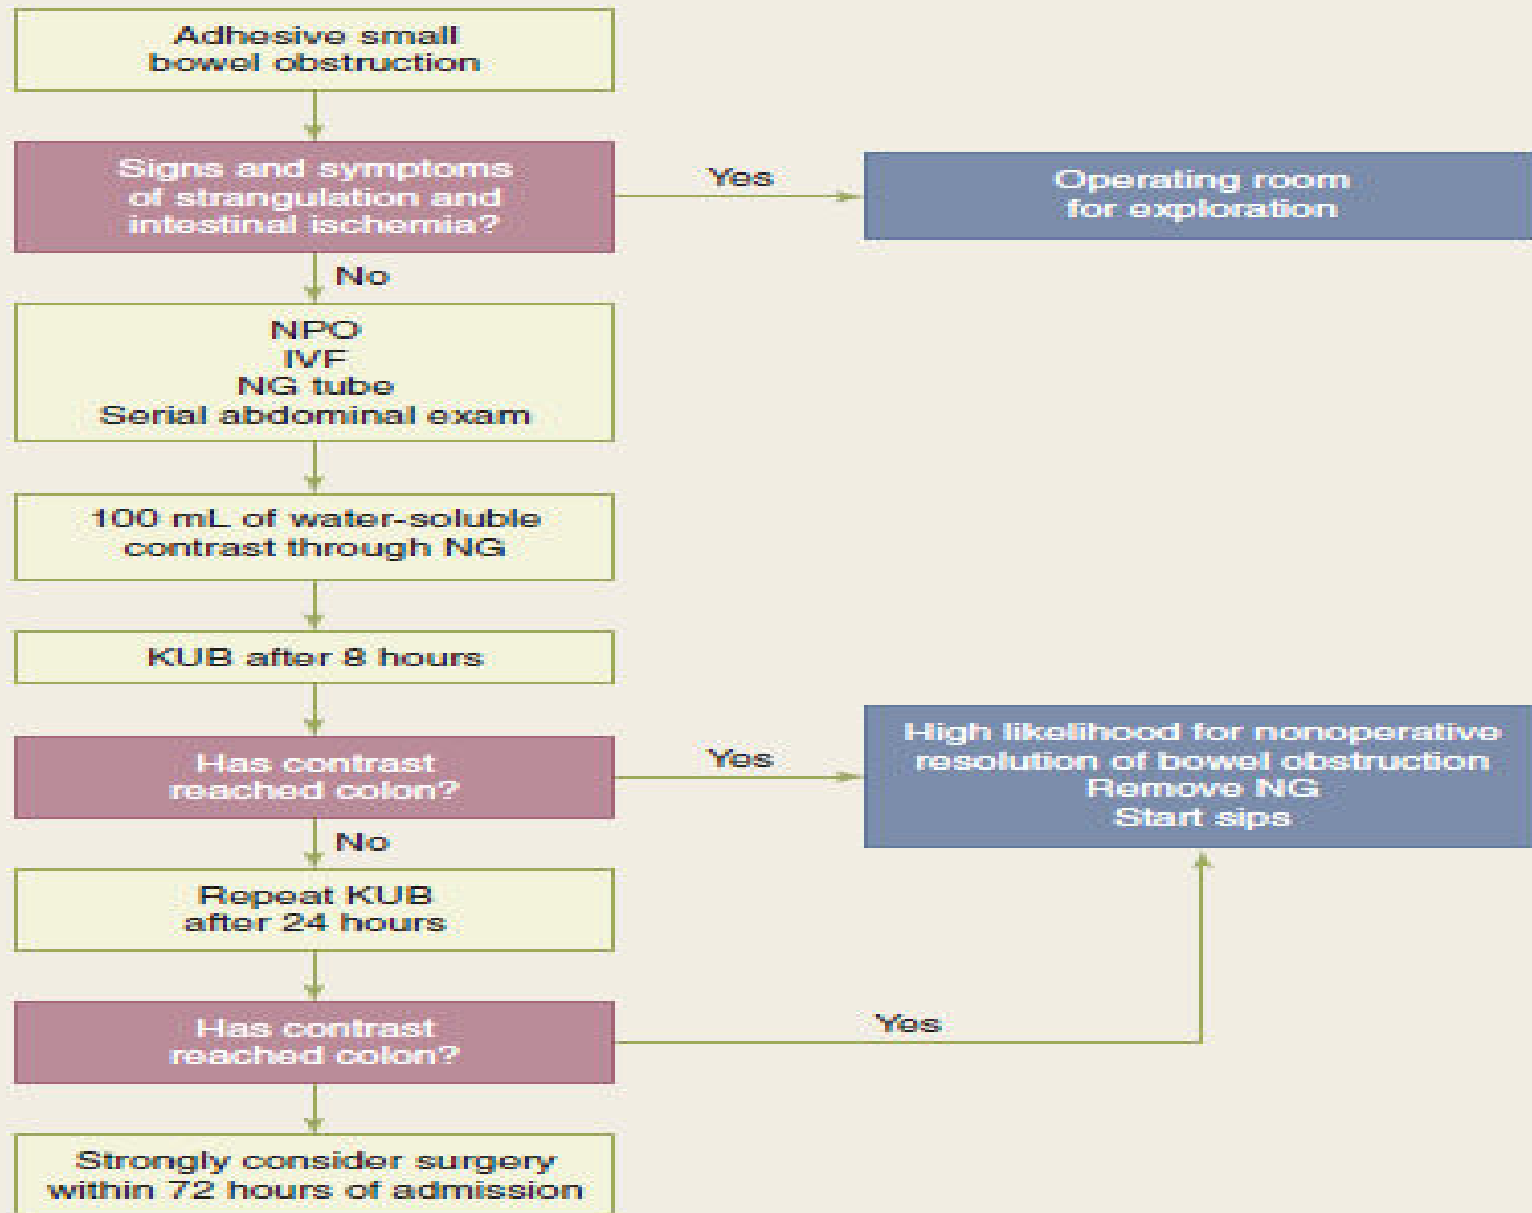 Adhesive small
bowel obstruction
Signs and symptoms
of strangulation and
intestinal ischemia?
Yes
Operating room
for exploration
No
NPO
IVF
NG tube
Serial abdominal exam
100 mL of water-soluble
contrast through NG
KUB after 8 hours
Has contrast
reached colon?
Yes
High likelihood for nonoperative
resolution of bowel obstruction
Remove NG
Start sips
No
Repeat KUB
after 24 hours
Has contrast
reached colon?
Yes
Strongly consider surgery
within 72 hours of admission